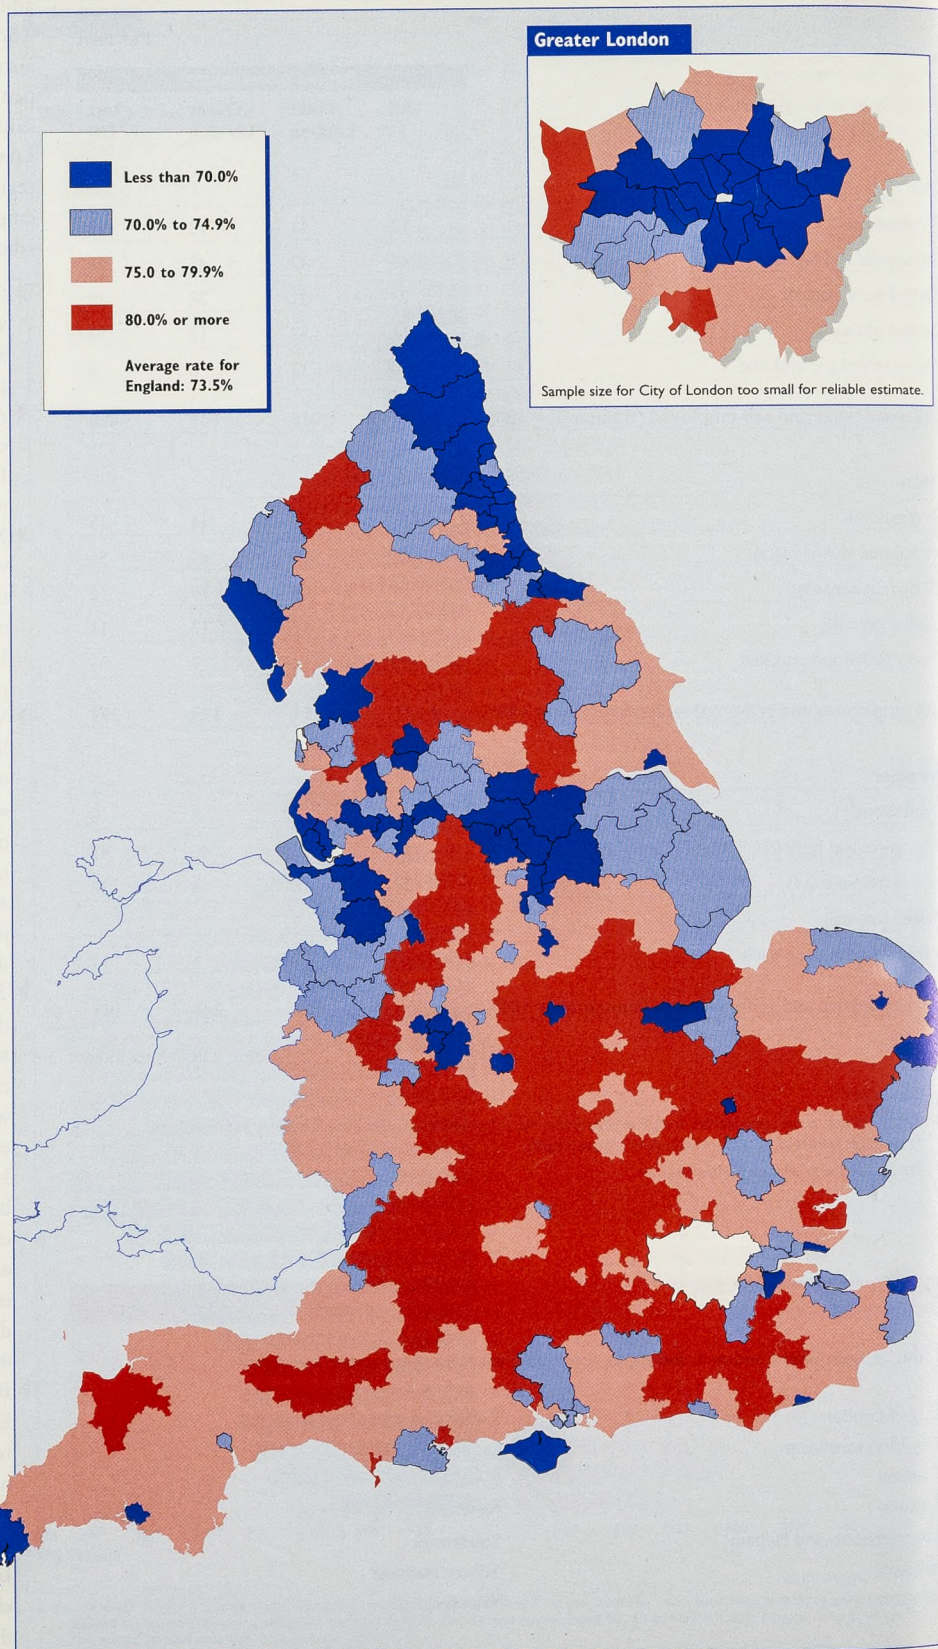 Greater London
Less than 70.0%
70.0% to 74.9%
75.0 to 79.9%
80.0% or more
Average rate for
England: 73.5%
Sample size for City of London too small for reliable estimate.